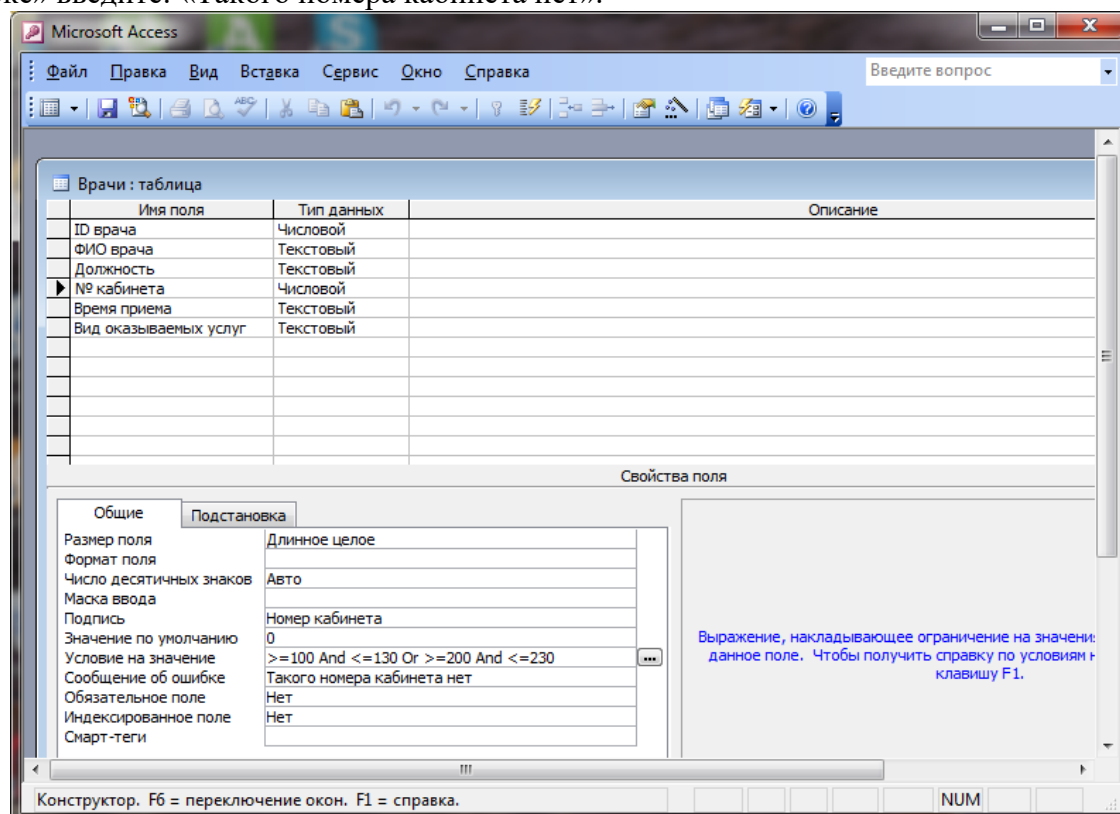 введите: «Такого номера кабинета нет».
Microsoft Access
Файл Правка Вид Вставка Сервис Окно Справка Введите вопрос
Врачи : таблица
Имя поля Тип данных Описание
ID врача Числовой
ФИО врача Текстовый
Должность Текстовый
№ кабинета Числовой
Время приема Текстовый
Вид оказываемых услуг Текстовый
Свойства поля
Общие Подстановка
Размер поля Длинное целое
Формат поля
Число десятичных знаков Авто
Маска ввода
Подпись Номер кабинета
Значение по умолчанию 0
Условие на значение >=100 And <=130 Or >=200 And <=230 ...
Сообщение об ошибке Такого номера кабинета нет
Обязательное поле Нет
Индексированное поле Нет
Смарт-теги
Выражение, накладывающее ограничение на
данное поле. Чтобы получить справку по условиям
клавишу F1.
Конструктор. F6 = переключение окон. F1 = справка. NUM